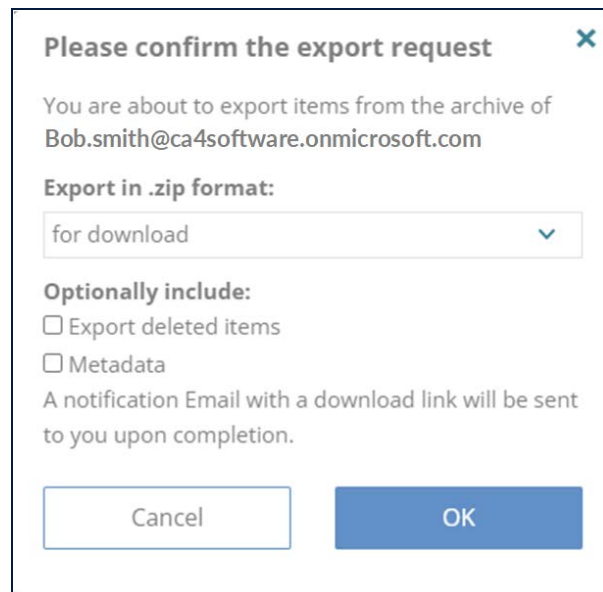 Please confirm the export request
You are about to export items from the archive of
Bob.smith@ca4software.onmicrosoft.com
Export in .zip format:
for download
Optionally include:
Export deleted items
Metadata
A notification Email with a download link will be sent
to you upon completion.
Cancel
OK